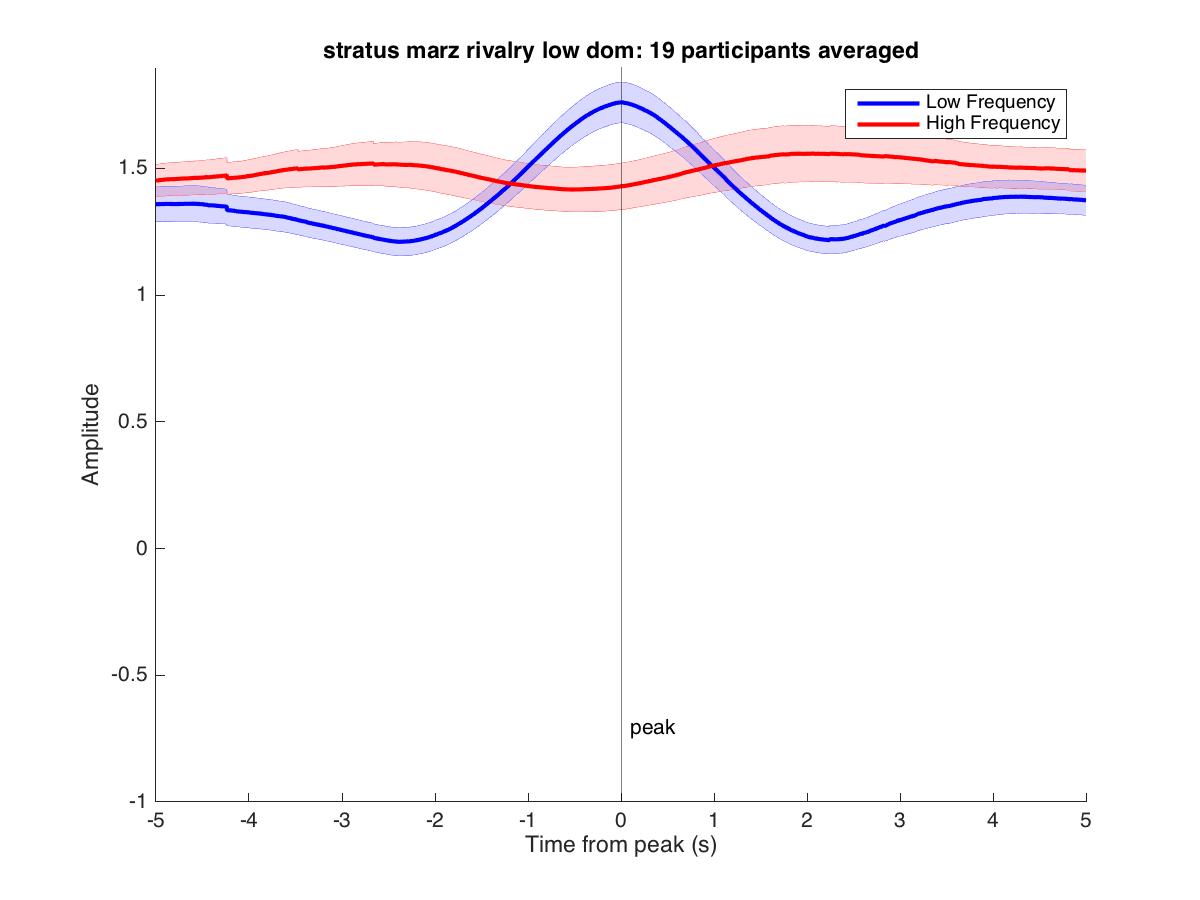 stratus marz rivalry low dom: 19 participants averaged
Low Frequency
High Frequency
1.5
1
0.5
0
-0.5
-1
Amplitude
peak
-5 -4 -3 -2 -1 0 1 2 3 4 5
Time from peak (s)